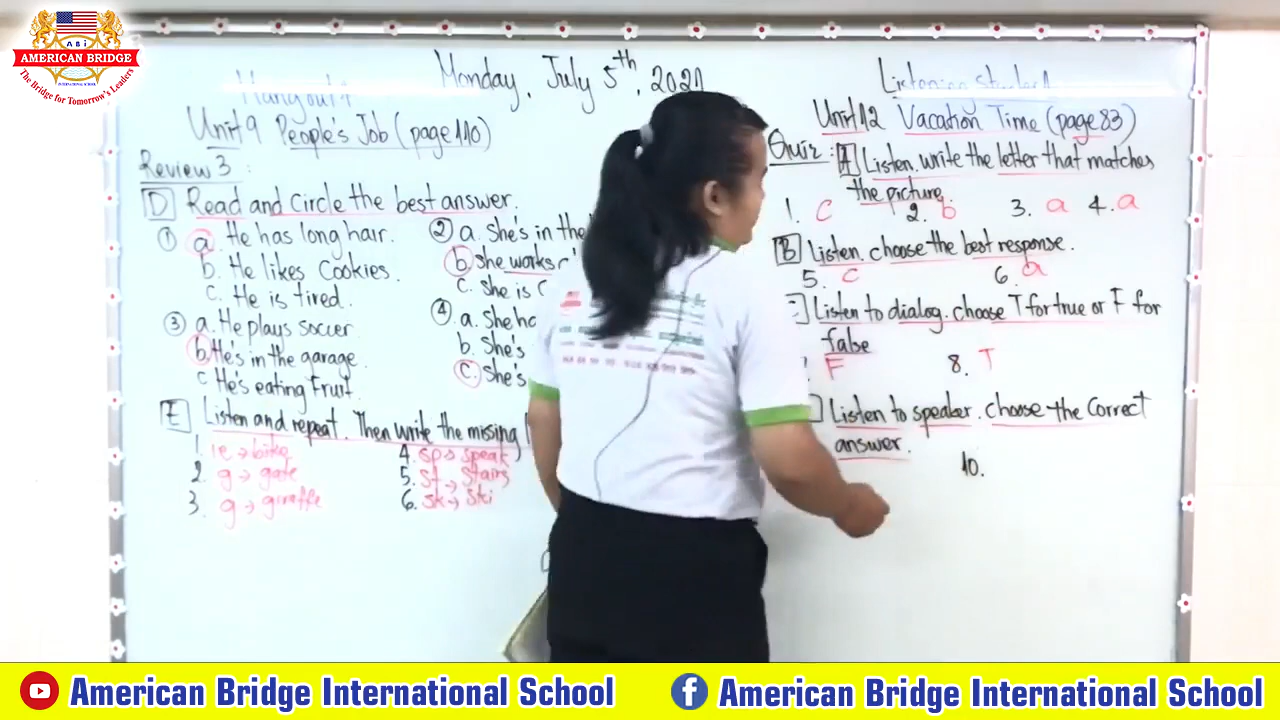 ABi
AMERICAN BRIDGE
INTERNATIONAL SCHOOL
The Bridge for Tomorrow's Leaders
Monday, July 5th, 2021
Hangout 4
Unit 9 People's Job (page 110)
Review 3 :
D Read and circle the best answer.
① a. He has long hair.
b. He likes Cookies.
c. He is tired.
② a. She's in the
b. She works
c. She is
③ a. He plays soccer
b. He's in the garage.
c He's eating Fruit.
④ a. She
b. She's
c. She's
E Listen and repeat. Then write the missing
1. ie → bike
2. g → gate
3. g → giraffe
4. sp → speak
5. st → stairs
6. sk → ski
Listening
Unit 12 Vacation Time (page 83)
Quiz : A Listen. write the letter that matches
the picture.
1. c 2. b 3. a 4. a
B Listen. choose the best response.
5. c 6. a
Listen to dialog. choose T for true or F for
false
F 8. T
Listen to speaker. choose the Correct
answer.
10.
American Bridge International School
American Bridge International School